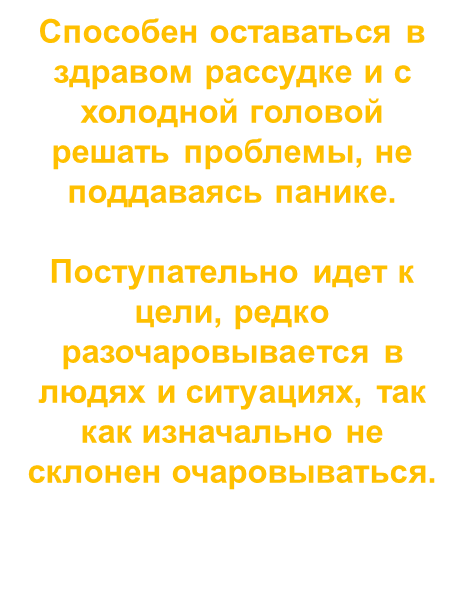 Способен оставаться в
здравом рассудке и с
холодной головой
решать проблемы, не
поддаваясь панике.
Поступательно идет к
цели, редко
разочаровывается в
людях и ситуациях, так
как изначально не
склонен очаровываться.